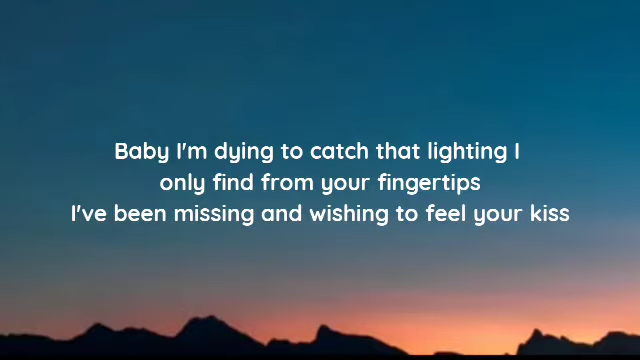 Baby I'm dying to catch that lighting I
only find from your fingertips
I've been missing and wishing to feel your kiss